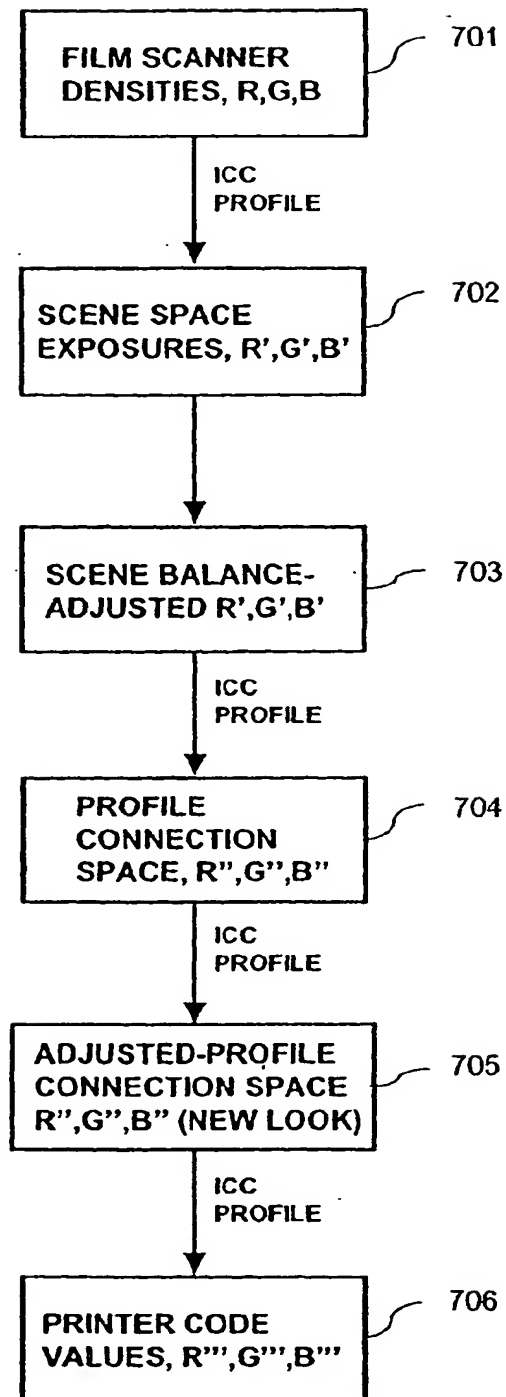 701
FILM SCANNER
DENSITIES, R,G,B
ICC
PROFILE
702
SCENE SPACE
EXPOSURES, R',G',B'
703
SCENE BALANCE-
ADJUSTED R',G',B'
ICC
PROFILE
704
PROFILE
CONNECTION
SPACE, R",G",B"
ICC
PROFILE
705
ADJUSTED-PROFILE
CONNECTION SPACE
R",G",B" (NEW LOOK)
ICC
PROFILE
706
PRINTER CODE
VALUES, R"',G"',B"'